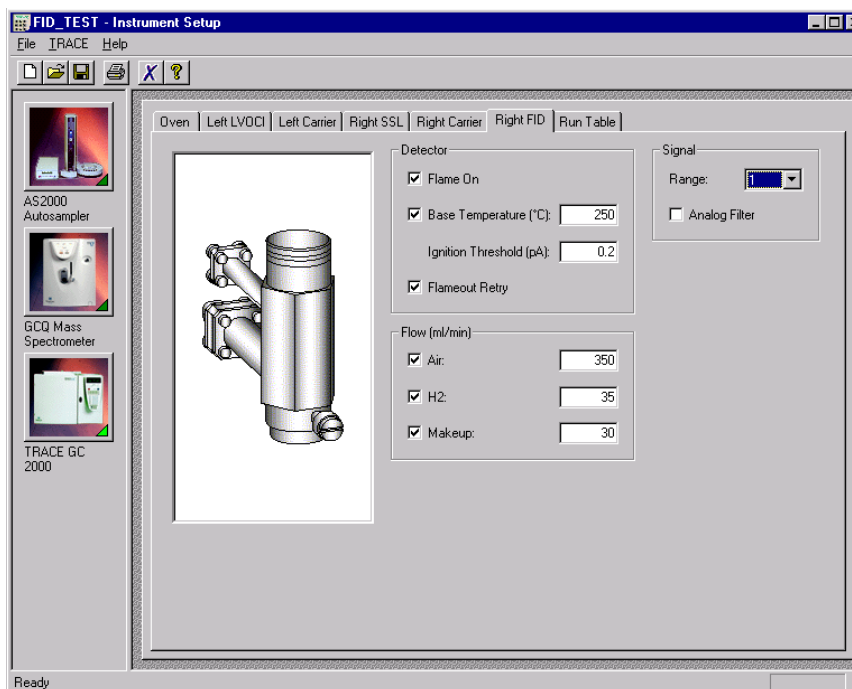 FID_TEST - Instrument Setup
File TRACE Help
Oven Left LVOCI Left Carrier Right SSL Right Carrier Right FID Run Table
AS2000
Autosampler
GCQ Mass
Spectrometer
TRACE GC
2000
Detector
Flame On
Base Temperature (°C): 250
Ignition Threshold (pA): 0.2
Flameout Retry
Flow (ml/min)
Air: 350
H2: 35
Makeup: 30
Signal
Range: 1
Analog Filter
Ready